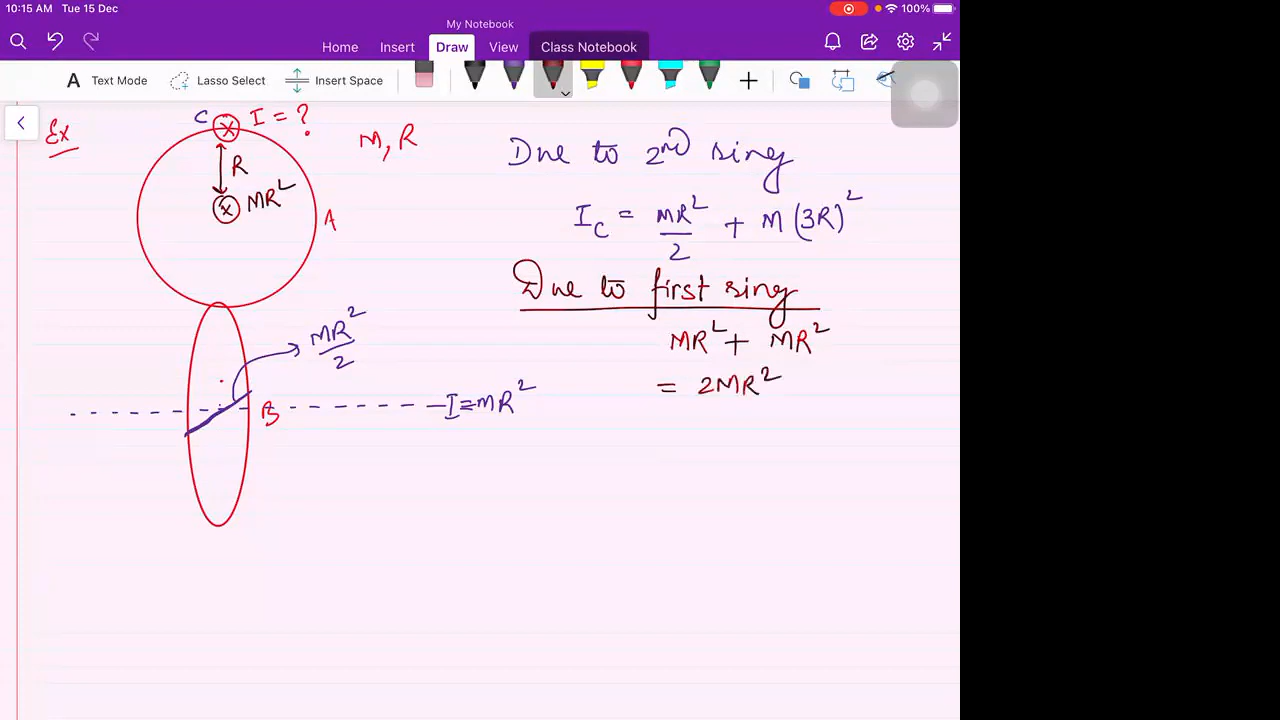 10:15 AM Tue 15 Dec
100%
My Notebook
Home Insert Draw View Class Notebook
Text Mode Lasso Select Insert Space
Ex
C I = ?
M, R
R
MR²
A
MR²/2
B
I=MR²
Due to 2nd ring
I_C = MR²/2 + M(3R)²
Due to first ring
MR² + MR²
= 2MR²